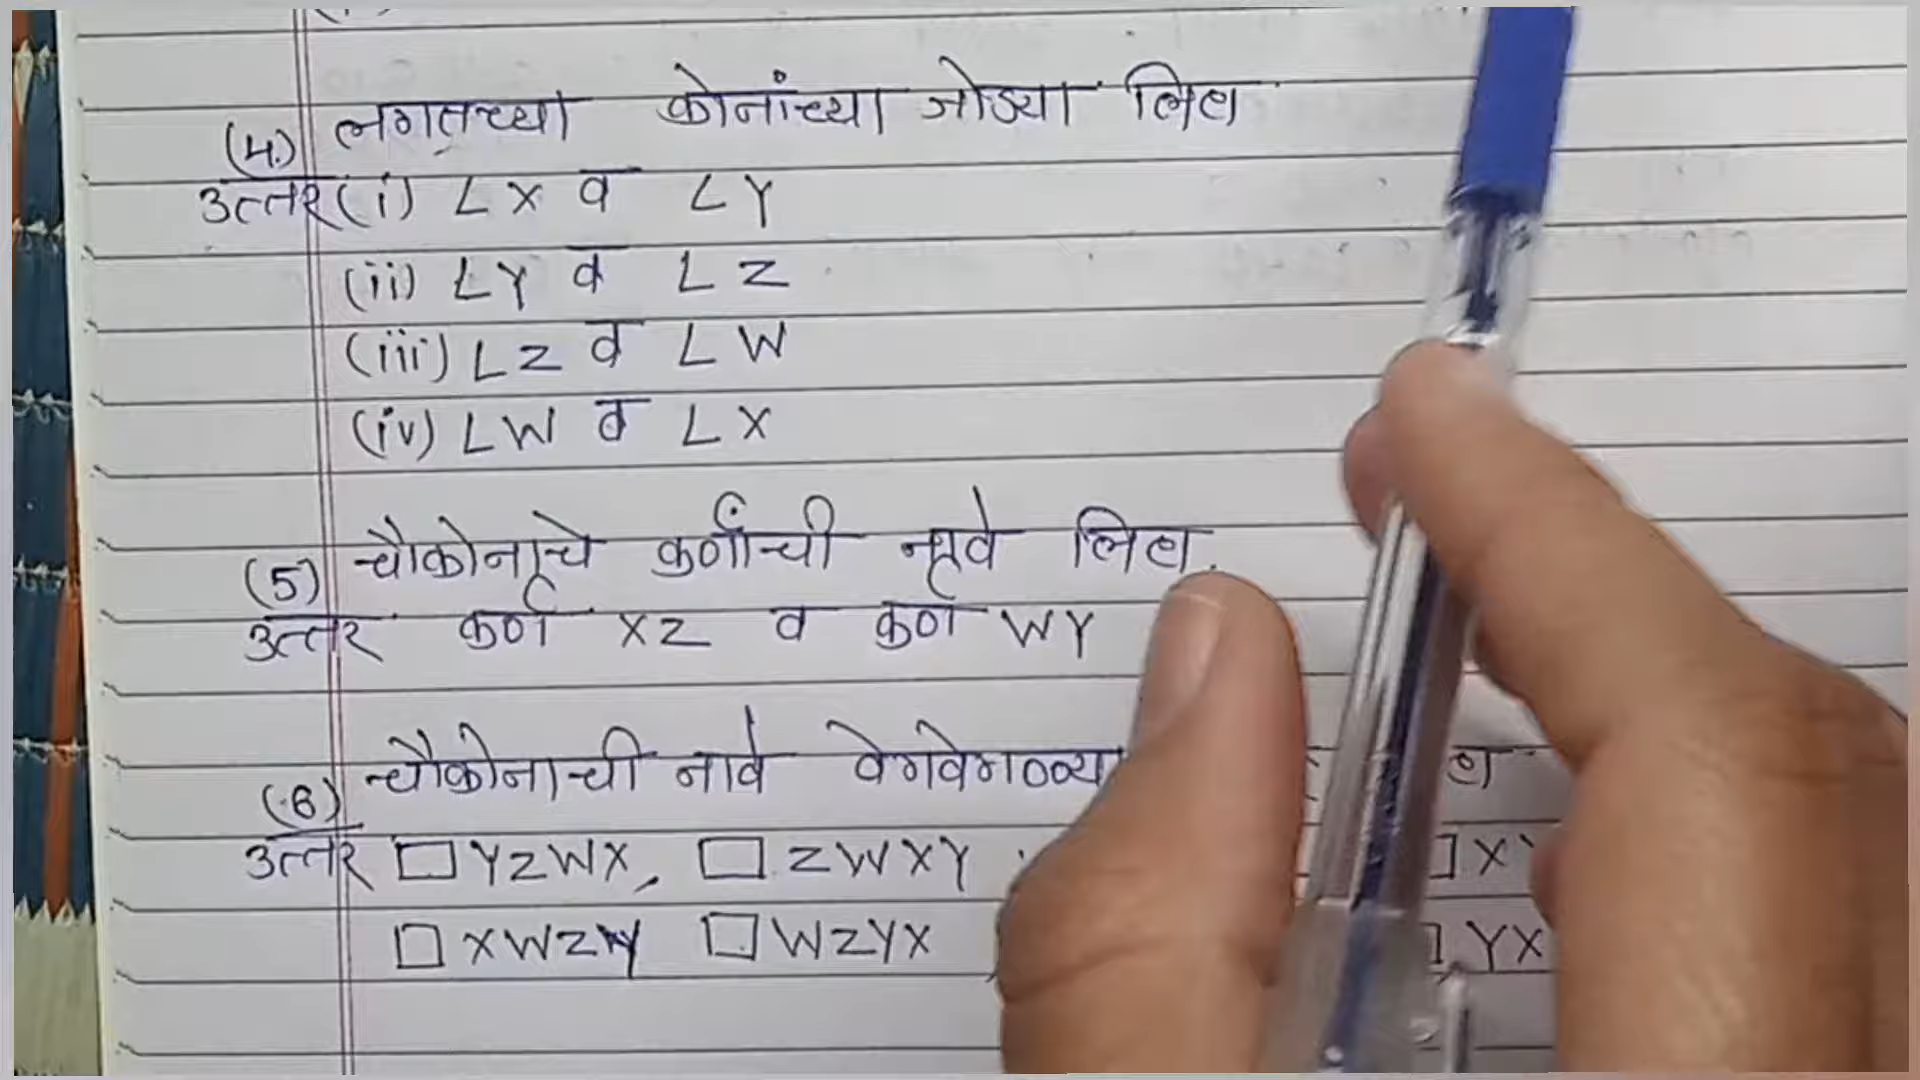 (4.) लगतच्या कोनांच्या जोड्या लिहा
उत्तर (i) ∠X व ∠Y
(ii) ∠Y व ∠Z
(iii) ∠Z व ∠W
(iv) ∠W व ∠X
(5) चौकोनाचे कर्णांची नावे लिहा.
उत्तर कर्ण XZ व कर्ण WY
(6) चौकोनाची नावे वेगवेगळ्या
उत्तर □YZWX, □ZWXY
□XWZY □WZYX